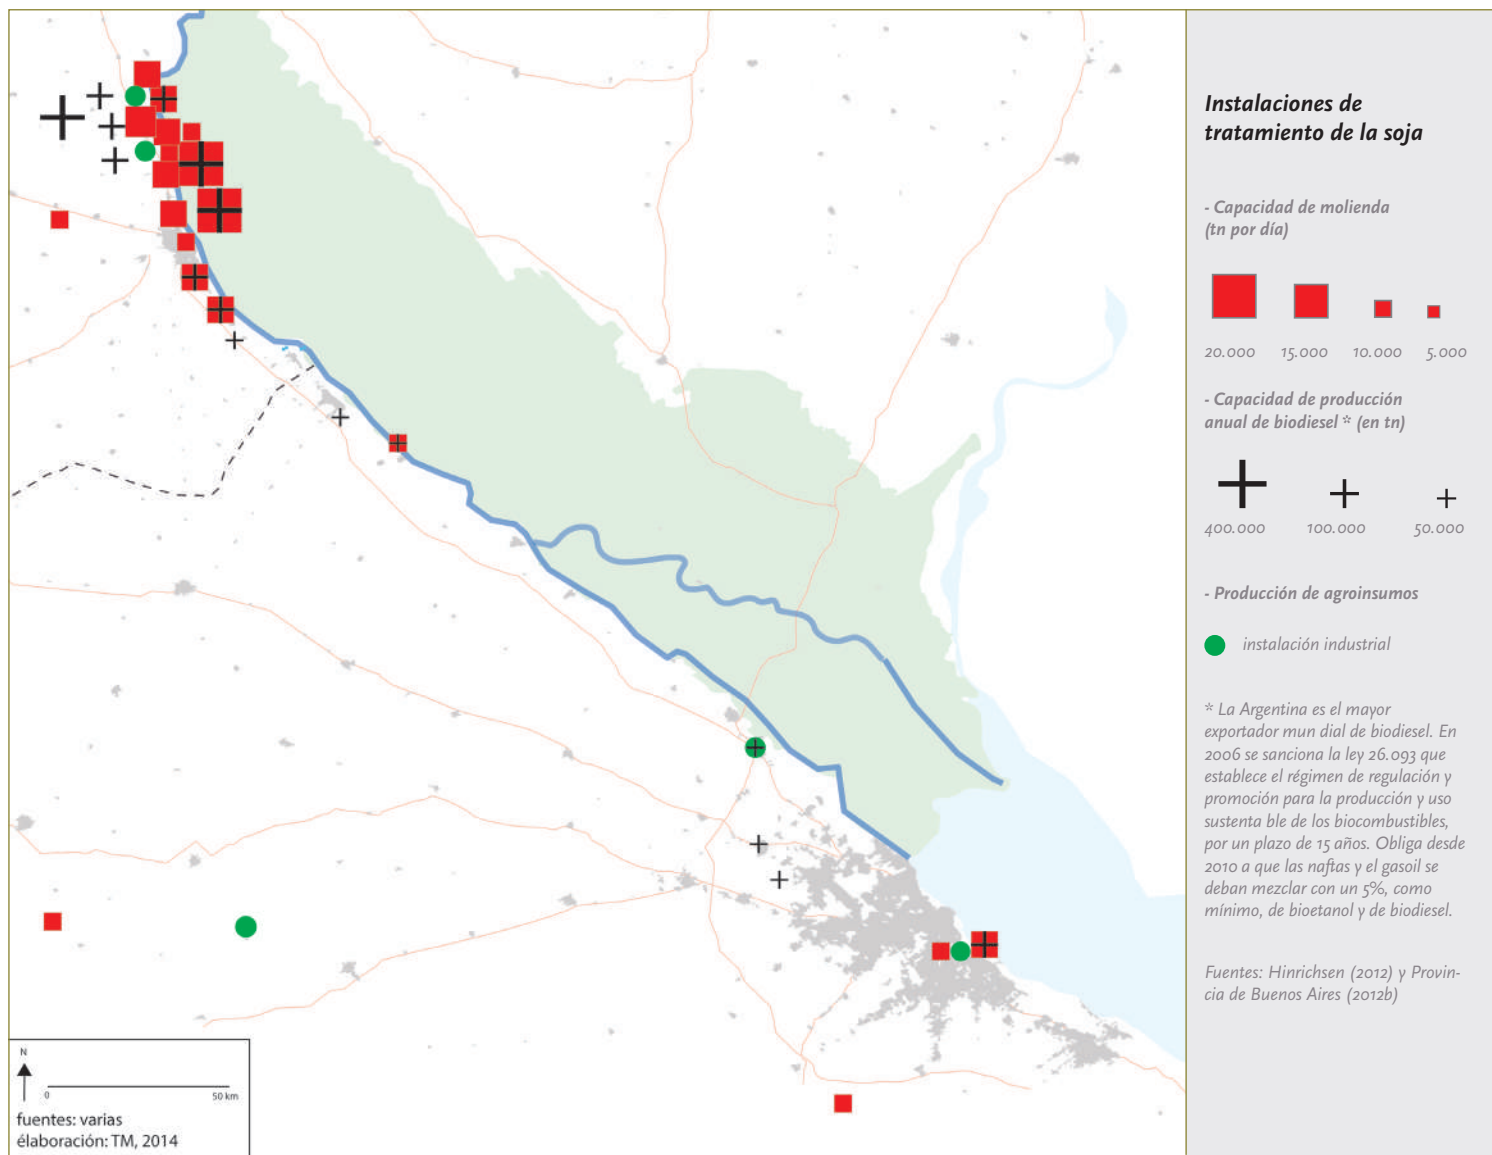 Instalaciones de
tratamiento de la soja
- Capacidad de molienda
(tn por día)
20.000 15.000 10.000 5.000
- Capacidad de producción
anual de biodiesel * (en tn)
400.000 100.000 50.000
- Producción de agroinsumos
instalación industrial
* La Argentina es el mayor
exportador mun dial de biodiesel. En
2006 se sanciona la ley 26.093 que
establece el régimen de regulación y
promoción para la producción y uso
sustenta ble de los biocombustibles,
por un plazo de 15 años. Obliga desde
2010 a que las naftas y el gasoil se
deban mezclar con un 5%, como
mínimo, de bioetanol y de biodiesel.
Fuentes: Hinrichsen (2012) y Provin-
cia de Buenos Aires (2012b)
N
0 50 km
fuentes: varias
élaboración: TM, 2014